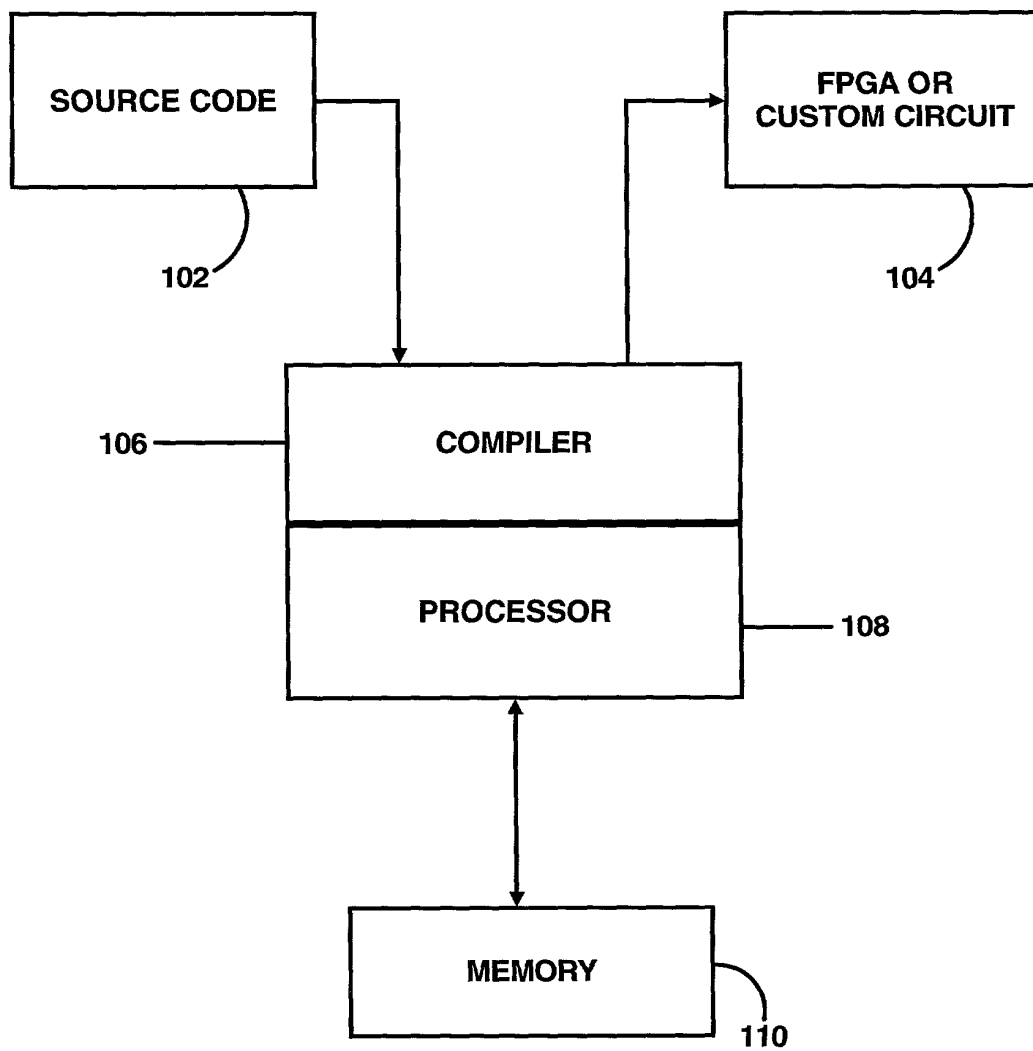 SOURCE CODE
FPGA OR
CUSTOM CIRCUIT
102
104
106
COMPILER
PROCESSOR
108
MEMORY
110